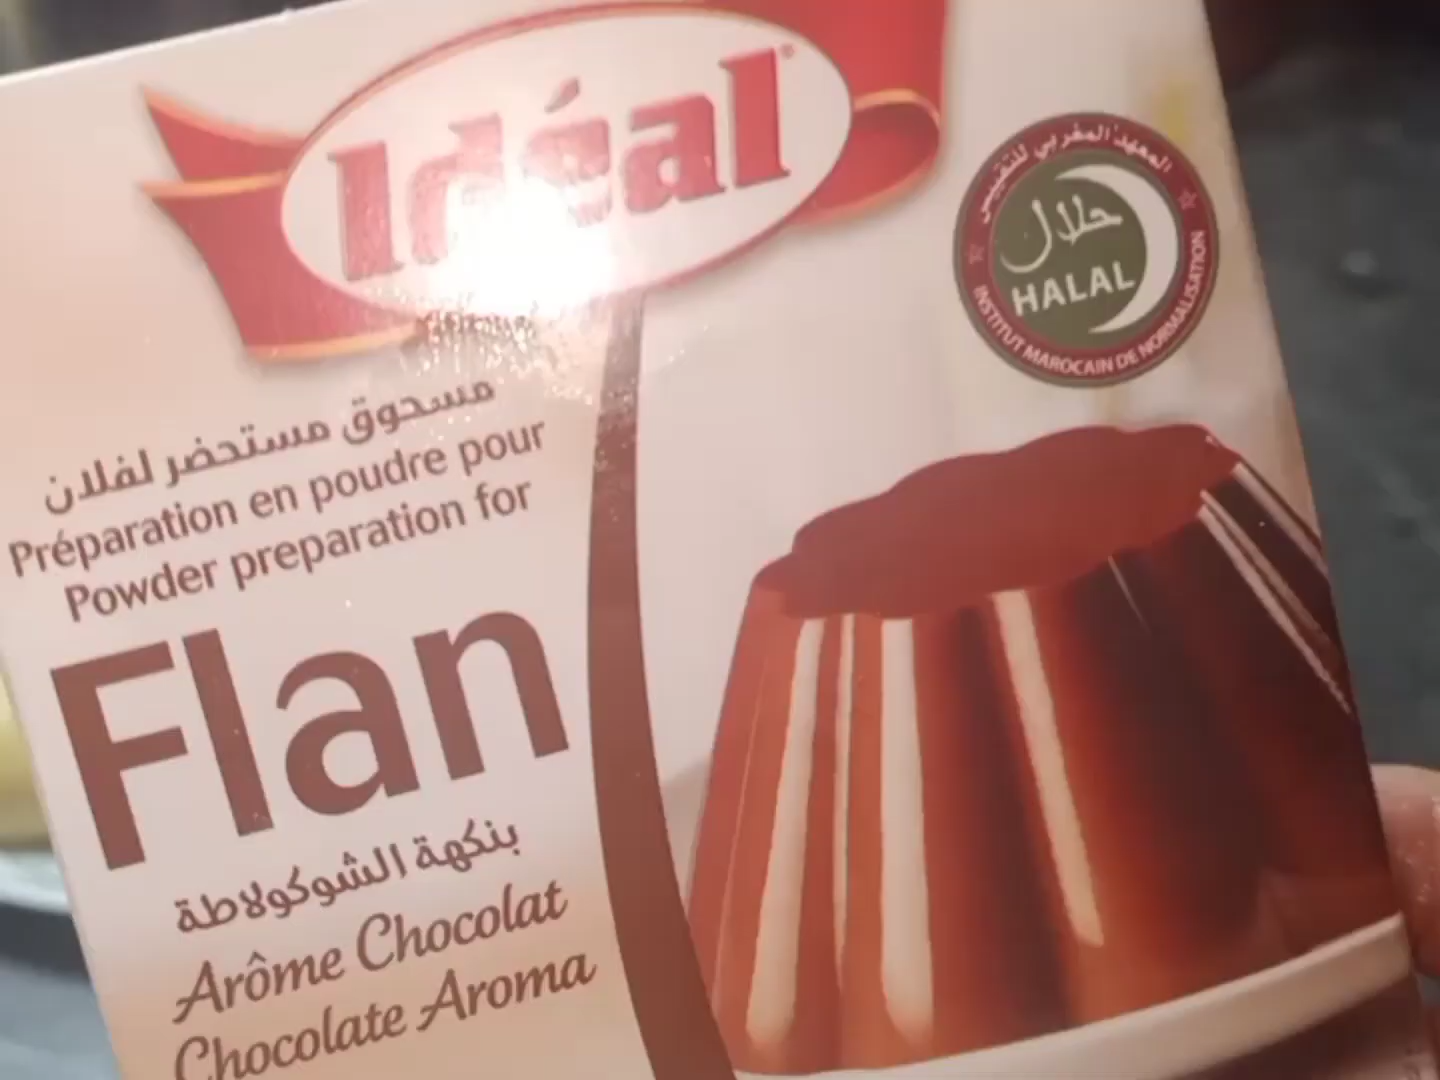 Idéal®
المعهد المغربي للتقييس
حلال
HALAL
INSTITUT MAROCAIN DE NORMALISATION
مسحوق مستحضر لفلان
Préparation en poudre pour
Powder preparation for
Flan
بنكهة الشوكولاطة
Arôme Chocolat
Chocolate Aroma